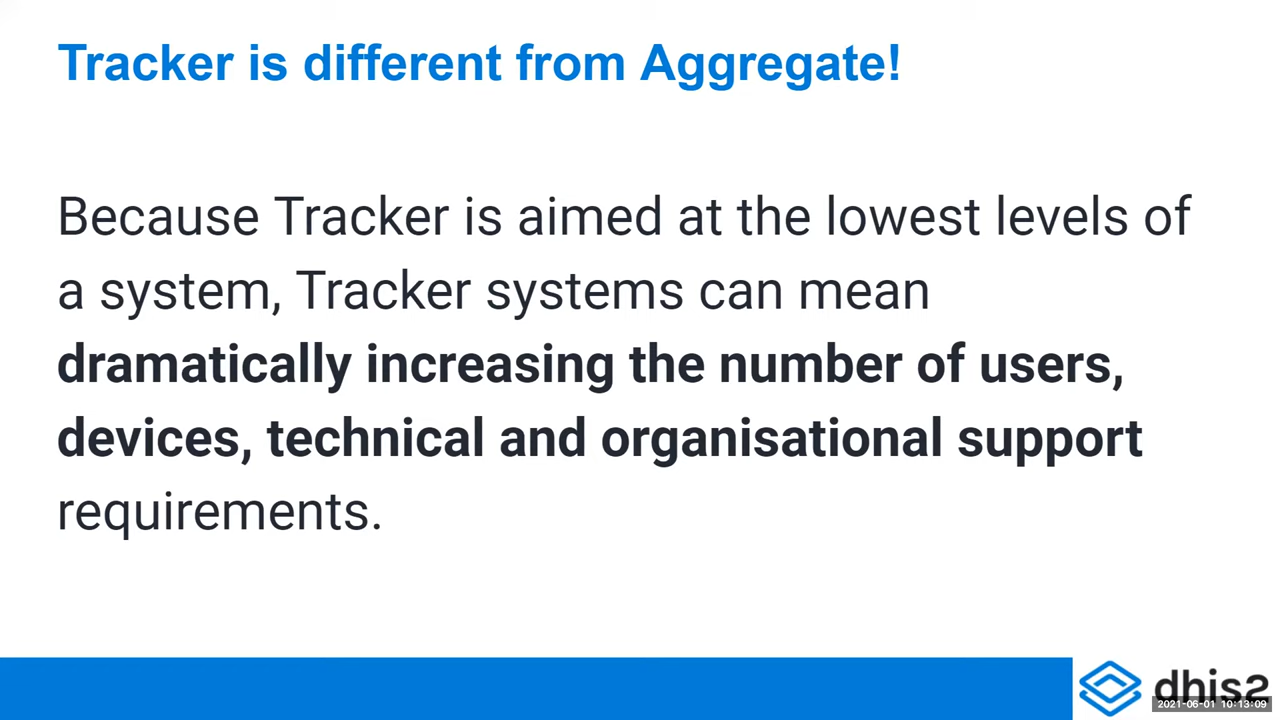 Tracker is different from Aggregate!
Because Tracker is aimed at the lowest levels of
a system, Tracker systems can mean
dramatically increasing the number of users,
devices, technical and organisational support
requirements.
dhis2
2021-06-01 10:13:09